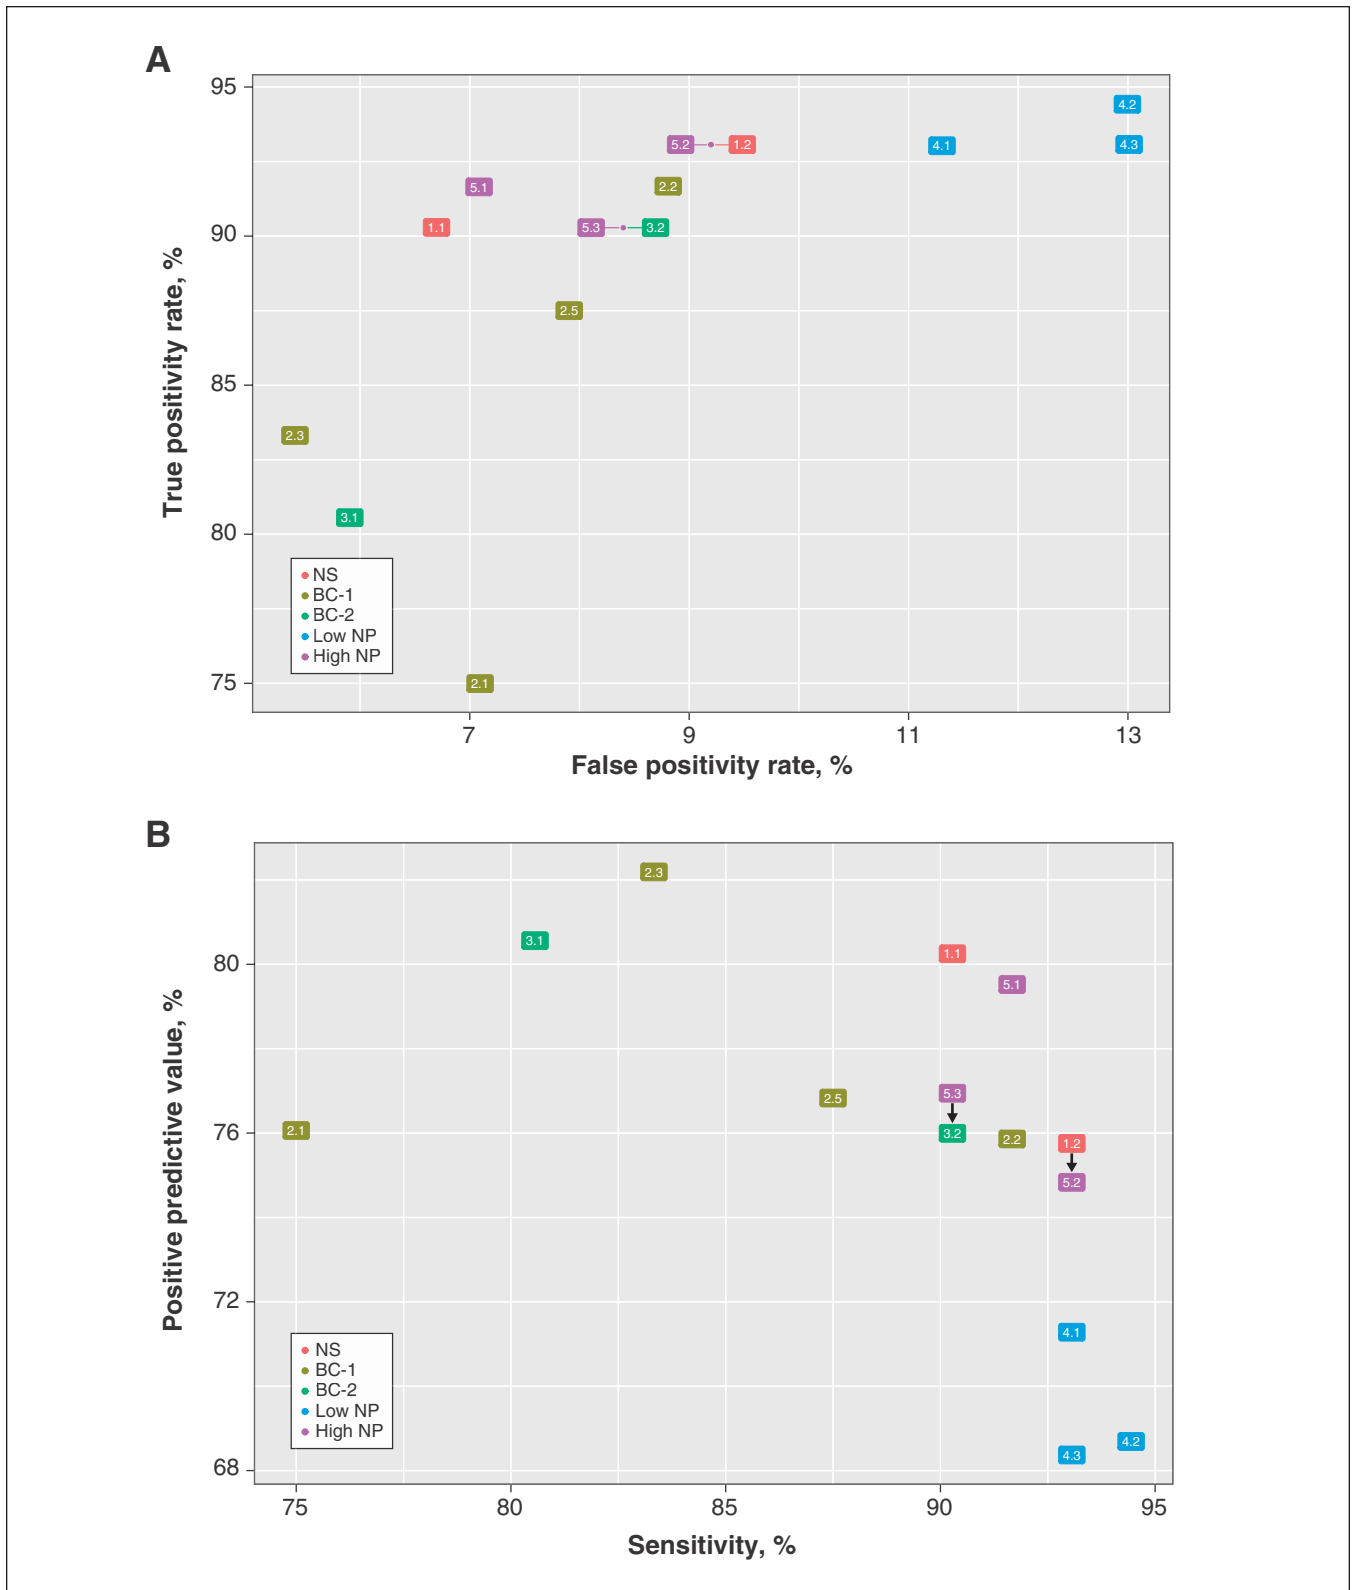 A
95
90
85
80
75
True positivity rate, %
4.2
5.2
1.2
4.1
4.3
5.1
2.2
1.1
5.3
3.2
2.5
2.3
3.1
2.1
NS
BC-1
BC-2
Low NP
High NP
7 9 11 13
False positivity rate, %
B
80
76
72
68
Positive predictive value, %
2.3
3.1
1.1
5.1
5.3
2.5
2.1
3.2
2.2
1.2
5.2
4.1
4.2
4.3
NS
BC-1
BC-2
Low NP
High NP
75 80 85 90 95
Sensitivity, %